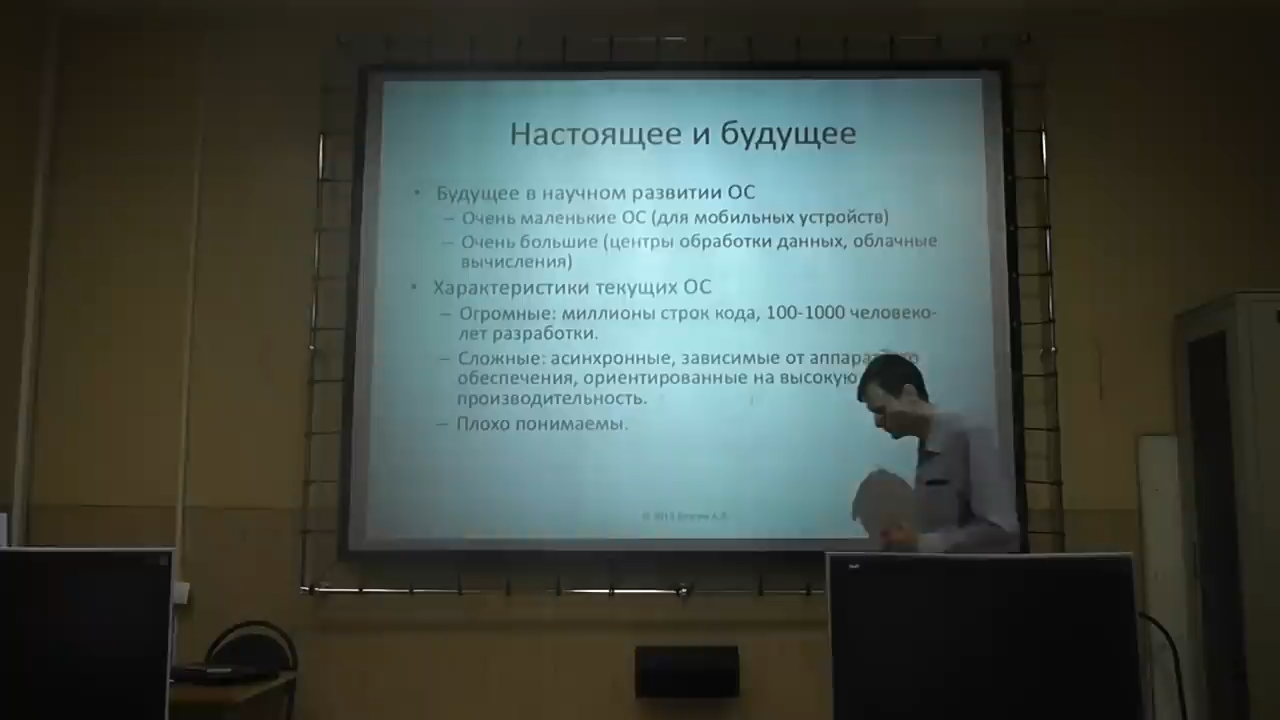 Настоящее и будущее
• Будущее в научном развитии ОС
– Очень маленькие ОС (для мобильных устройств)
– Очень большие (центры обработки данных, облачные
вычисления)
• Характеристики текущих ОС
– Огромные: миллионы строк кода, 100-1000 человеко-
лет разработки.
– Сложные: асинхронные, зависимые от
обеспечения, ориентированные на высокую
производительность.
– Плохо понимаемы.